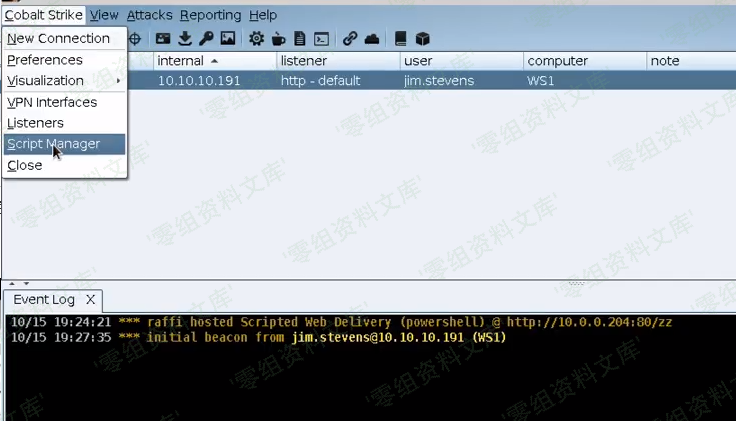 Cobalt Strike View Attacks Reporting Help
New Connection
Preferences
Visualization
VPN Interfaces
Listeners
Script Manager
Close
internal listener user computer note
10.10.10.191 http - default jim.stevens WS1
Event Log X
10/15 19:24:21 *** raffi hosted Scripted Web Delivery (powershell) @ http://10.0.0.204:80/zz
10/15 19:27:35 *** initial beacon from jim.stevens@10.10.10.191 (WS1)
'零组资料文库'